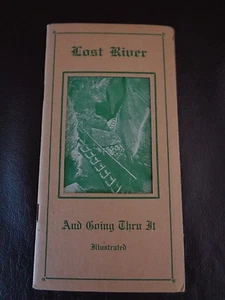 Lost River
And Going Thru It
Illustrated